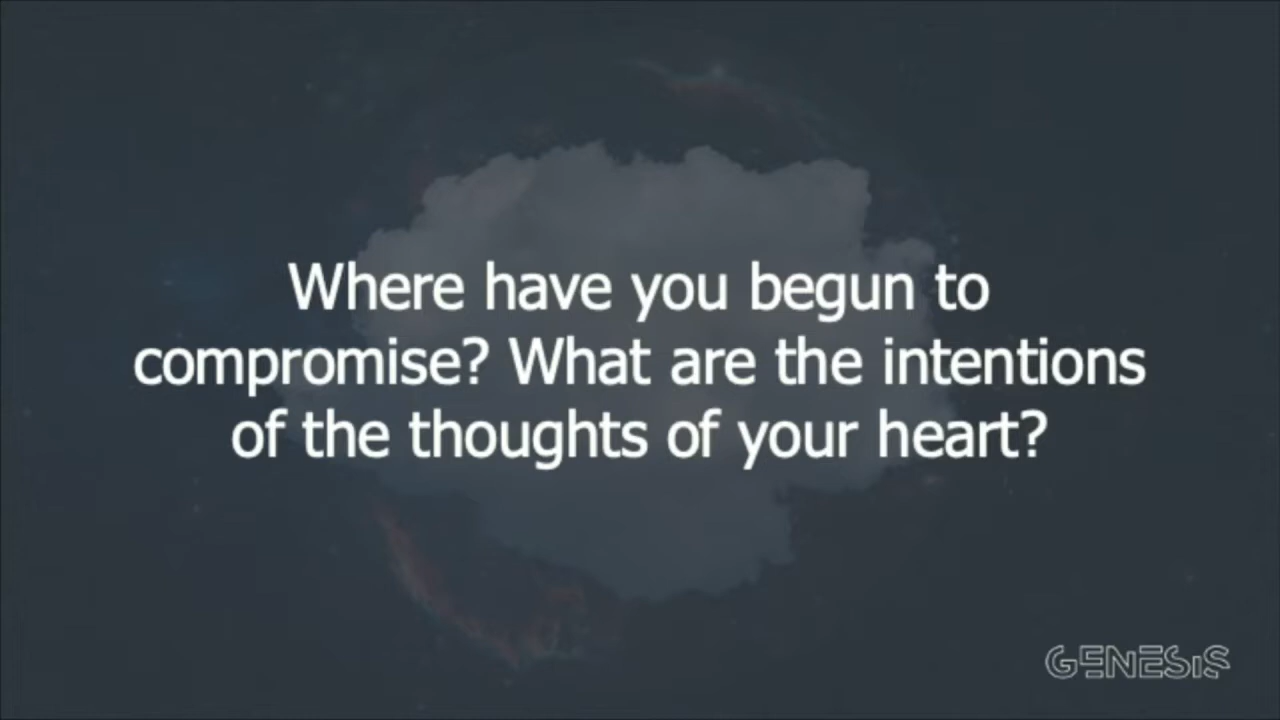 Where have you begun to
compromise? What are the intentions
of the thoughts of your heart?
GENESIS